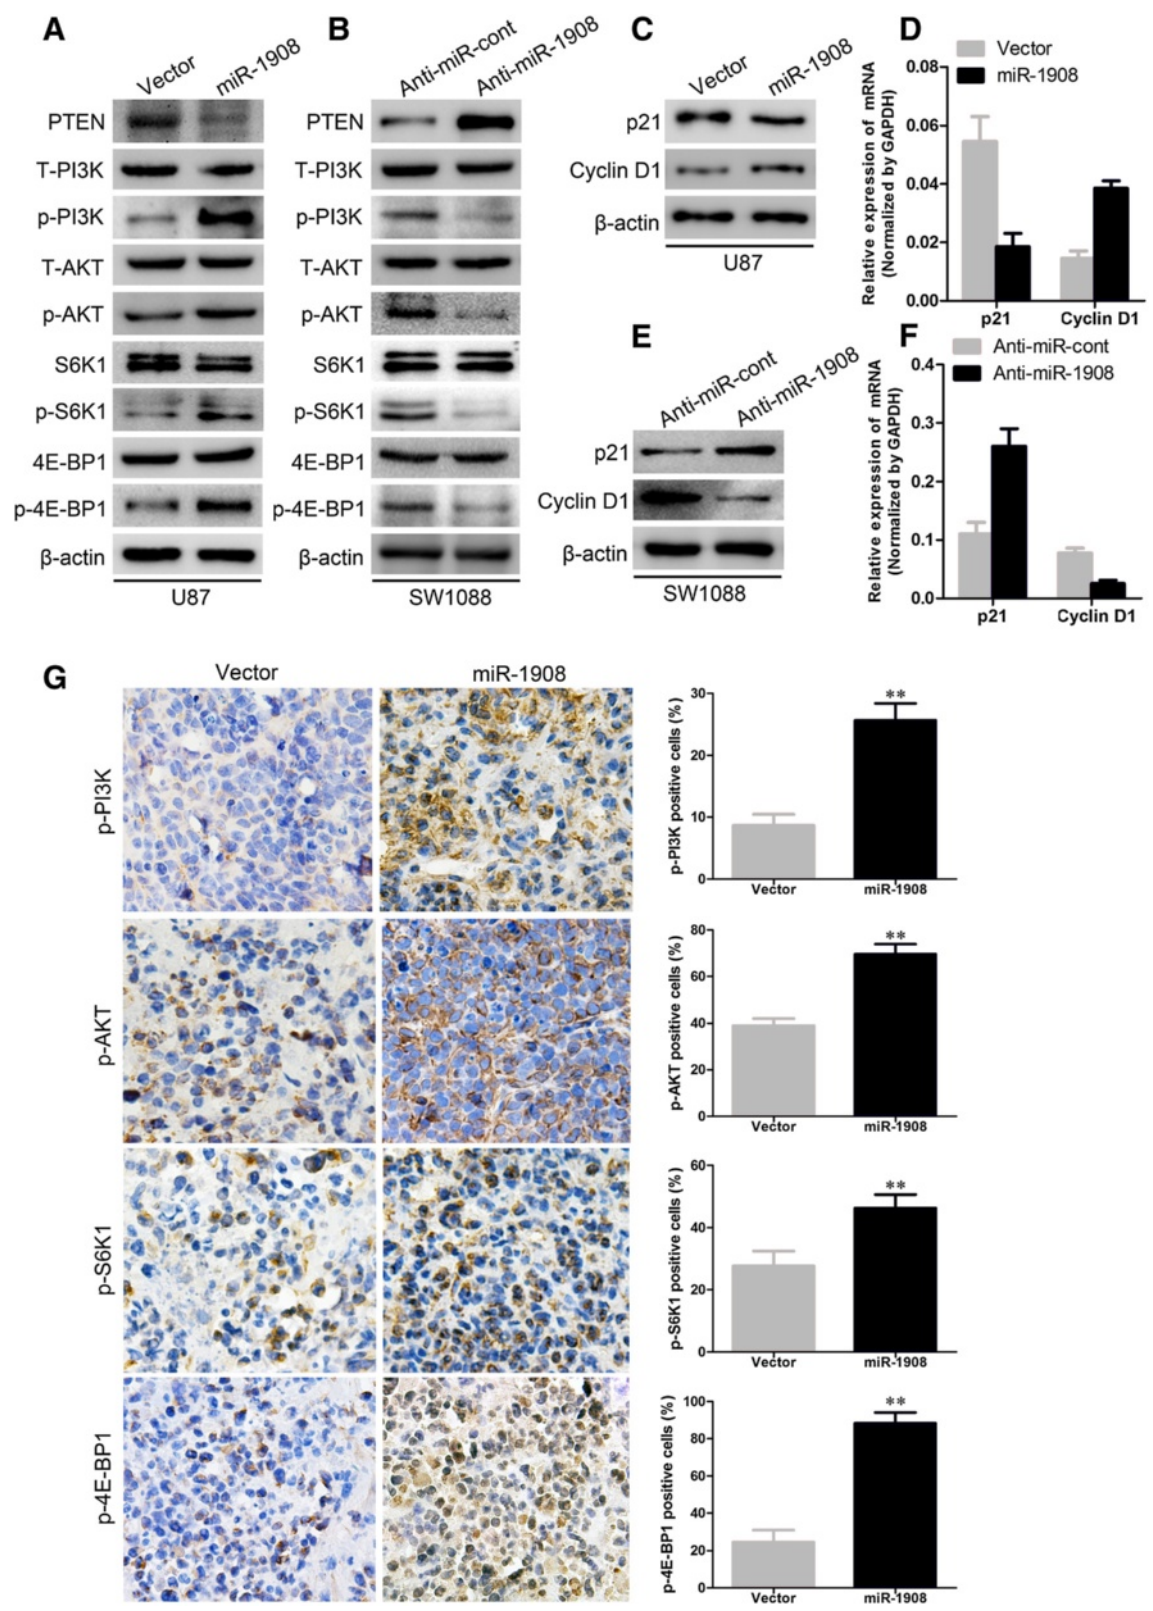 A
Vector
miR-1908
PTEN
T-PI3K
p-PI3K
T-AKT
p-AKT
S6K1
p-S6K1
4E-BP1
p-4E-BP1
β-actin
U87
B
Anti-miR-cont
Anti-miR-1908
PTEN
T-PI3K
p-PI3K
T-AKT
p-AKT
S6K1
p-S6K1
4E-BP1
p-4E-BP1
β-actin
SW1088
C
Vector
miR-1908
p21
Cyclin D1
β-actin
U87
D
Vector
miR-1908
Relative expression of mRNA
(Normalized by GAPDH)
0.08
0.06
0.04
0.02
0.00
p21
Cyclin D1
E
Anti-miR-cont
Anti-miR-1908
p21
Cyclin D1
β-actin
SW1088
F
Anti-miR-cont
Anti-miR-1908
Relative expression of mRNA
(Normalized by GAPDH)
0.4
0.3
0.2
0.1
0.0
p21
Cyclin D1
G
Vector
miR-1908
p-PI3K
p-PI3K positive cells (%)
30
20
10
0
**
Vector
miR-1908
p-AKT
p-AKT positive cells (%)
80
60
40
20
0
**
Vector
miR-1908
p-S6K1
p-S6K1 positive cells (%)
60
40
20
0
**
Vector
miR-1908
p-4E-BP1
p-4E-BP1 positive cells (%)
100
80
60
40
20
0
**
Vector
miR-1908